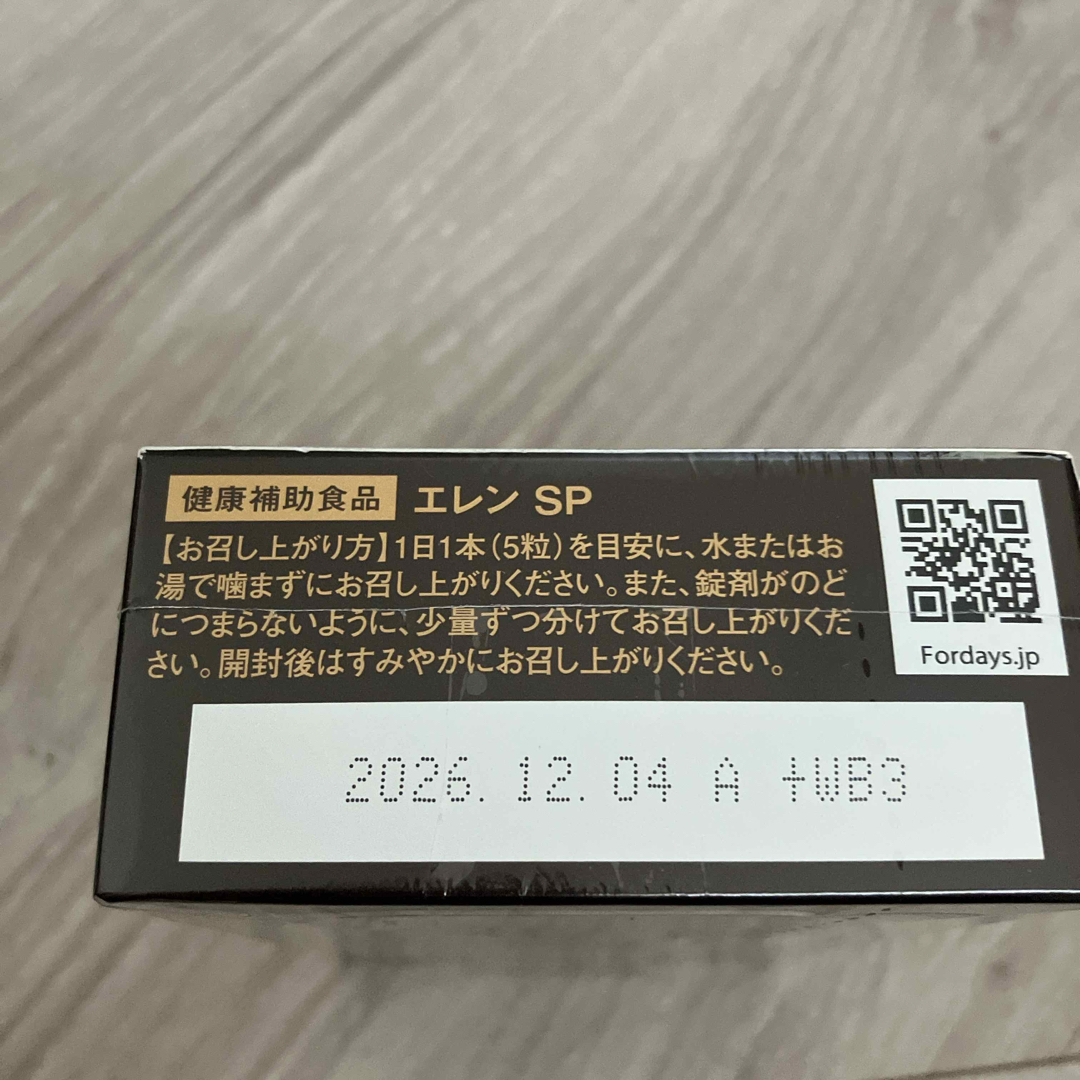 健康補助食品 エレン SP
【お召し上がり方】1日1本(5粒)を目安に、水またはお
湯で噛まずにお召し上がりください。また、錠剤がのど
につまらないように、少量ずつ分けてお召し上がりくだ
さい。開封後はすみやかにお召し上がりください。
Fordays.jp
2026.12.04 A +WB3